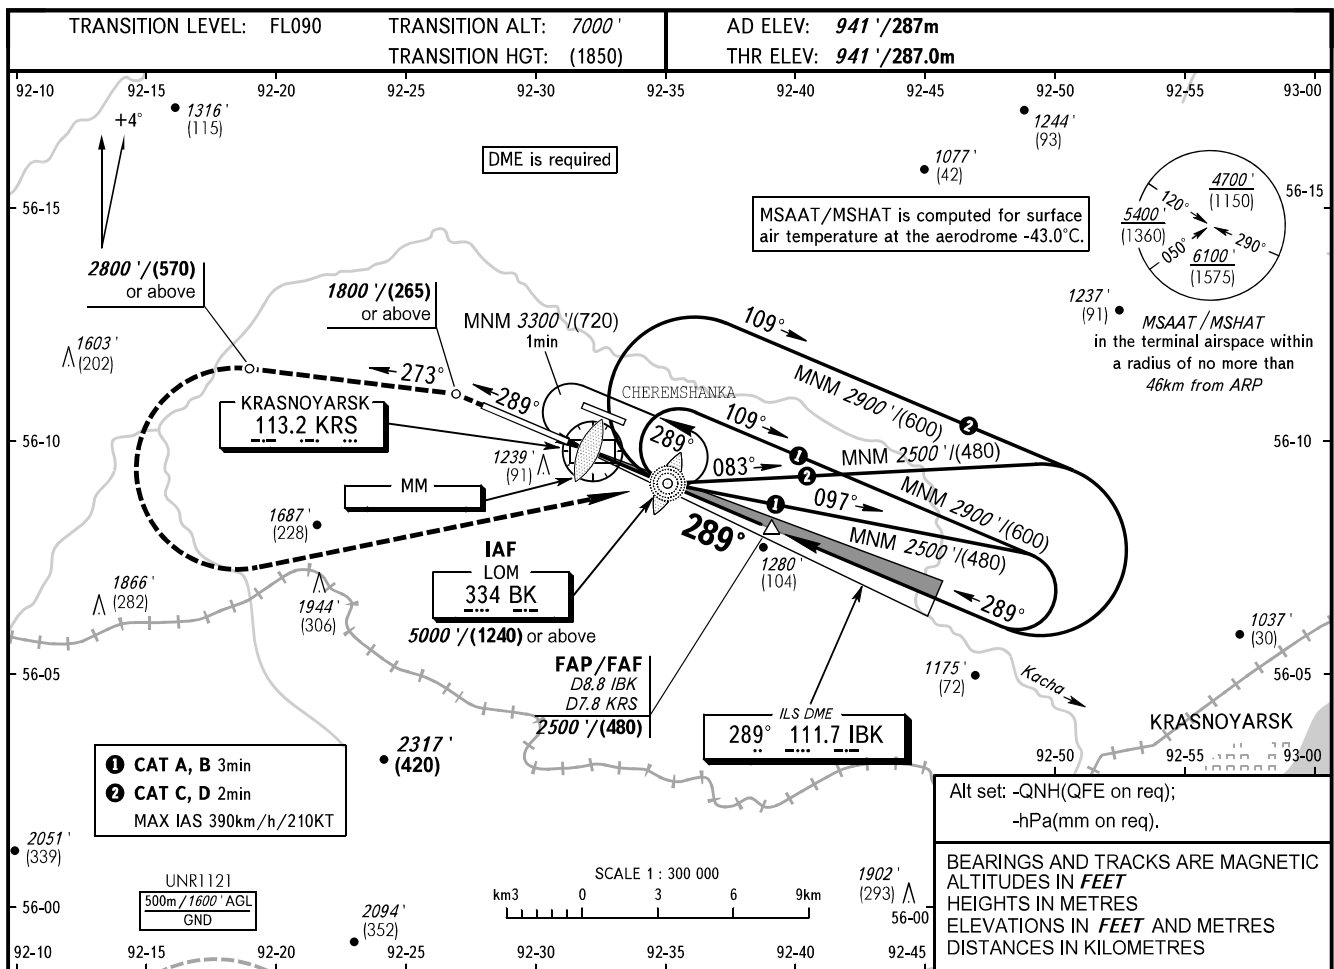 TRANSITION LEVEL: FL090
TRANSITION ALT: 7000 '
TRANSITION HGT: (1850)
AD ELEV: 941 '/287m
THR ELEV: 941 '/287.0m
92-10 92-15 92-20 92-25 92-30 92-35 92-40 92-45 92-50 92-55 93-00
+4°
1316 '
(115)
DME is required
1077 '
(42)
1244 '
(93)
56-15
56-15
MSAAT/MSHAT is computed for surface
air temperature at the aerodrome -43.0°C.
120°
4700 '
(1150)
5400 '
(1360)
050°
290°
6100 '
(1575)
MSAAT / MSHAT
in the terminal airspace within
a radius of no more than
46km from ARP
1237 '
(91)
2800 '/(570)
or above
1800 '/(265)
or above
MNM 3300 '/(720)
1min
1603 '
(202)
273°
289°
CHEREMSHANKA
109°
MNM 2900 '/(600)
2
109°
289°
083°
MNM 2500 '/(480)
1
2
1
097°
MNM 2900 '/(600)
MNM 2500 '/(480)
KRASNOYARSK
113.2 KRS
56-10
56-10
1239 '
(91)
MM
1687 '
(228)
289°
1280 '
(104)
289°
IAF
LOM
334 BK
5000 '/(1240) or above
1866 '
(282)
1944 '
(306)
FAP/FAF
D8.8 IBK
D7.8 KRS
2500 '/(480)
1037 '
(30)
1175 '
(72)
56-05
56-05
Kacha
ILS DME
289° 111.7 IBK
KRASNOYARSK
92-50 92-55 93-00
2317 '
(420)
1 CAT A, B 3min
2 CAT C, D 2min
MAX IAS 390km/h/210KT
Alt set: -QNH(QFE on req);
-hPa(mm on req).
2051 '
(339)
UNR1121
500m/1600' AGL
GND
SCALE 1 : 300 000
km3 0 3 6 9km
1902 '
(293)
56-00
56-00
2094 '
(352)
BEARINGS AND TRACKS ARE MAGNETIC
ALTITUDES IN FEET
HEIGHTS IN METRES
ELEVATIONS IN FEET AND METRES
DISTANCES IN KILOMETRES
92-10 92-15 92-20 92-25 92-30 92-35 92-40 92-45